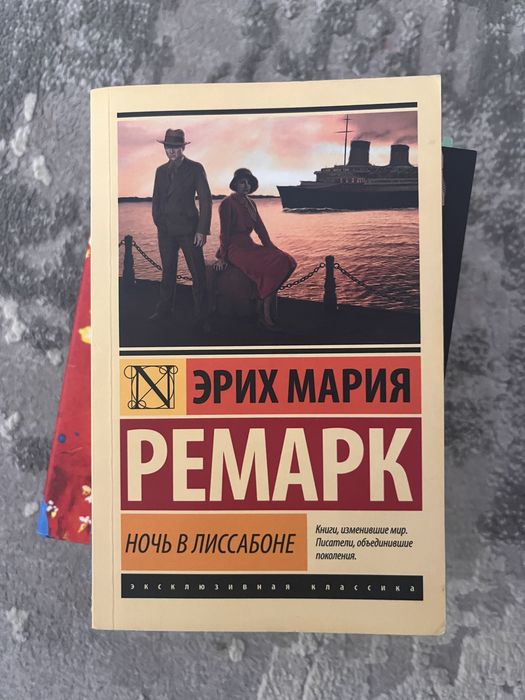 N ЭРИХ МАРИЯ
РЕМАРК
НОЧЬ В ЛИССАБОНЕ
Книги, изменившие мир.
Писатели, объединившие
поколения.
эксклюзивная классика